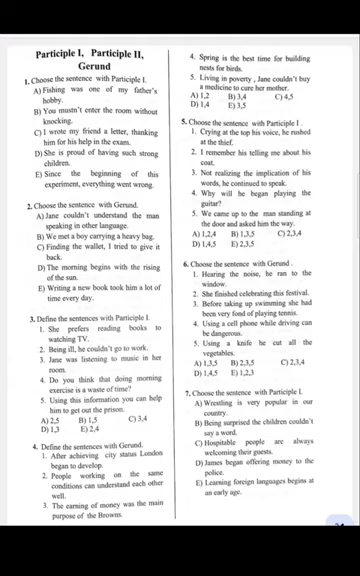 Participle I, Participle II,
Gerund
1. Choose the sentence with Participle I.
A) Fishing was one of my father's
hobby.
B) You mustn't enter the room without
knocking.
C) I wrote my friend a letter, thanking
him for his help in the exam.
D) She is proud of having such strong
children.
E) Since the beginning of this
experiment, everything went wrong.
2. Choose the sentence with Gerund.
A) Jane couldn't understand the man
speaking in other language.
B) We met a boy carrying a heavy bag.
C) Finding the wallet, I tried to give it
back.
D) The morning begins with the rising
of the sun.
E) Writing a new book took him a lot of
time every day.
3. Define the sentences with Participle I.
1. She prefers reading books to
watching TV.
2. Being ill, he couldn't go to work.
3. Jane was listening to music in her
room.
4. Do you think that doing morning
exercise is a waste of time?
5. Using this information you can help
him to get out the prison.
A) 2,5 B) 1,5 C) 3,4
D) 1,3 E) 2,4
4. Define the sentences with Gerund.
1. After achieving city status London
began to develop.
2. People working on the same
conditions can understand each other
well.
3. The earning of money was the main
purpose of the Browns.
4. Spring is the best time for building
nests for birds.
5. Living in poverty, Jane couldn't buy
a medicine to cure her mother.
A) 1,2 B) 3,4 C) 4,5
D) 1,4 E) 3,5
5. Choose the sentence with Participle I.
1. Crying at the top his voice, he rushed
at the thief.
2. I remember his telling me about his
coat.
3. Not realizing the implication of his
words, he continued to speak.
4. Why will he began playing the
guitar?
5. We came up to the man standing at
the door and asked him the way.
A) 1,2,4 B) 1,3,5 C) 2,3,4
D) 1,4,5 E) 2,3,5
6. Choose the sentence with Gerund.
1. Hearing the noise, he ran to the
window.
2. She finished celebrating this festival.
3. Before taking up swimming she had
been very fond of playing tennis.
4. Using a cell phone while driving can
be dangerous.
5. Using a knife he cut all the
vegetables.
A) 1,3,5 B) 2,3,5 C) 2,3,4
D) 1,4,5 E) 1,2,3
7. Choose the sentence with Participle I.
A) Wrestling is very popular in our
country.
B) Being surprised the children couldn't
say a word.
C) Hospitable people are always
welcoming their guests.
D) James began offering money to the
police.
E) Learning foreign languages begins at
an early age.